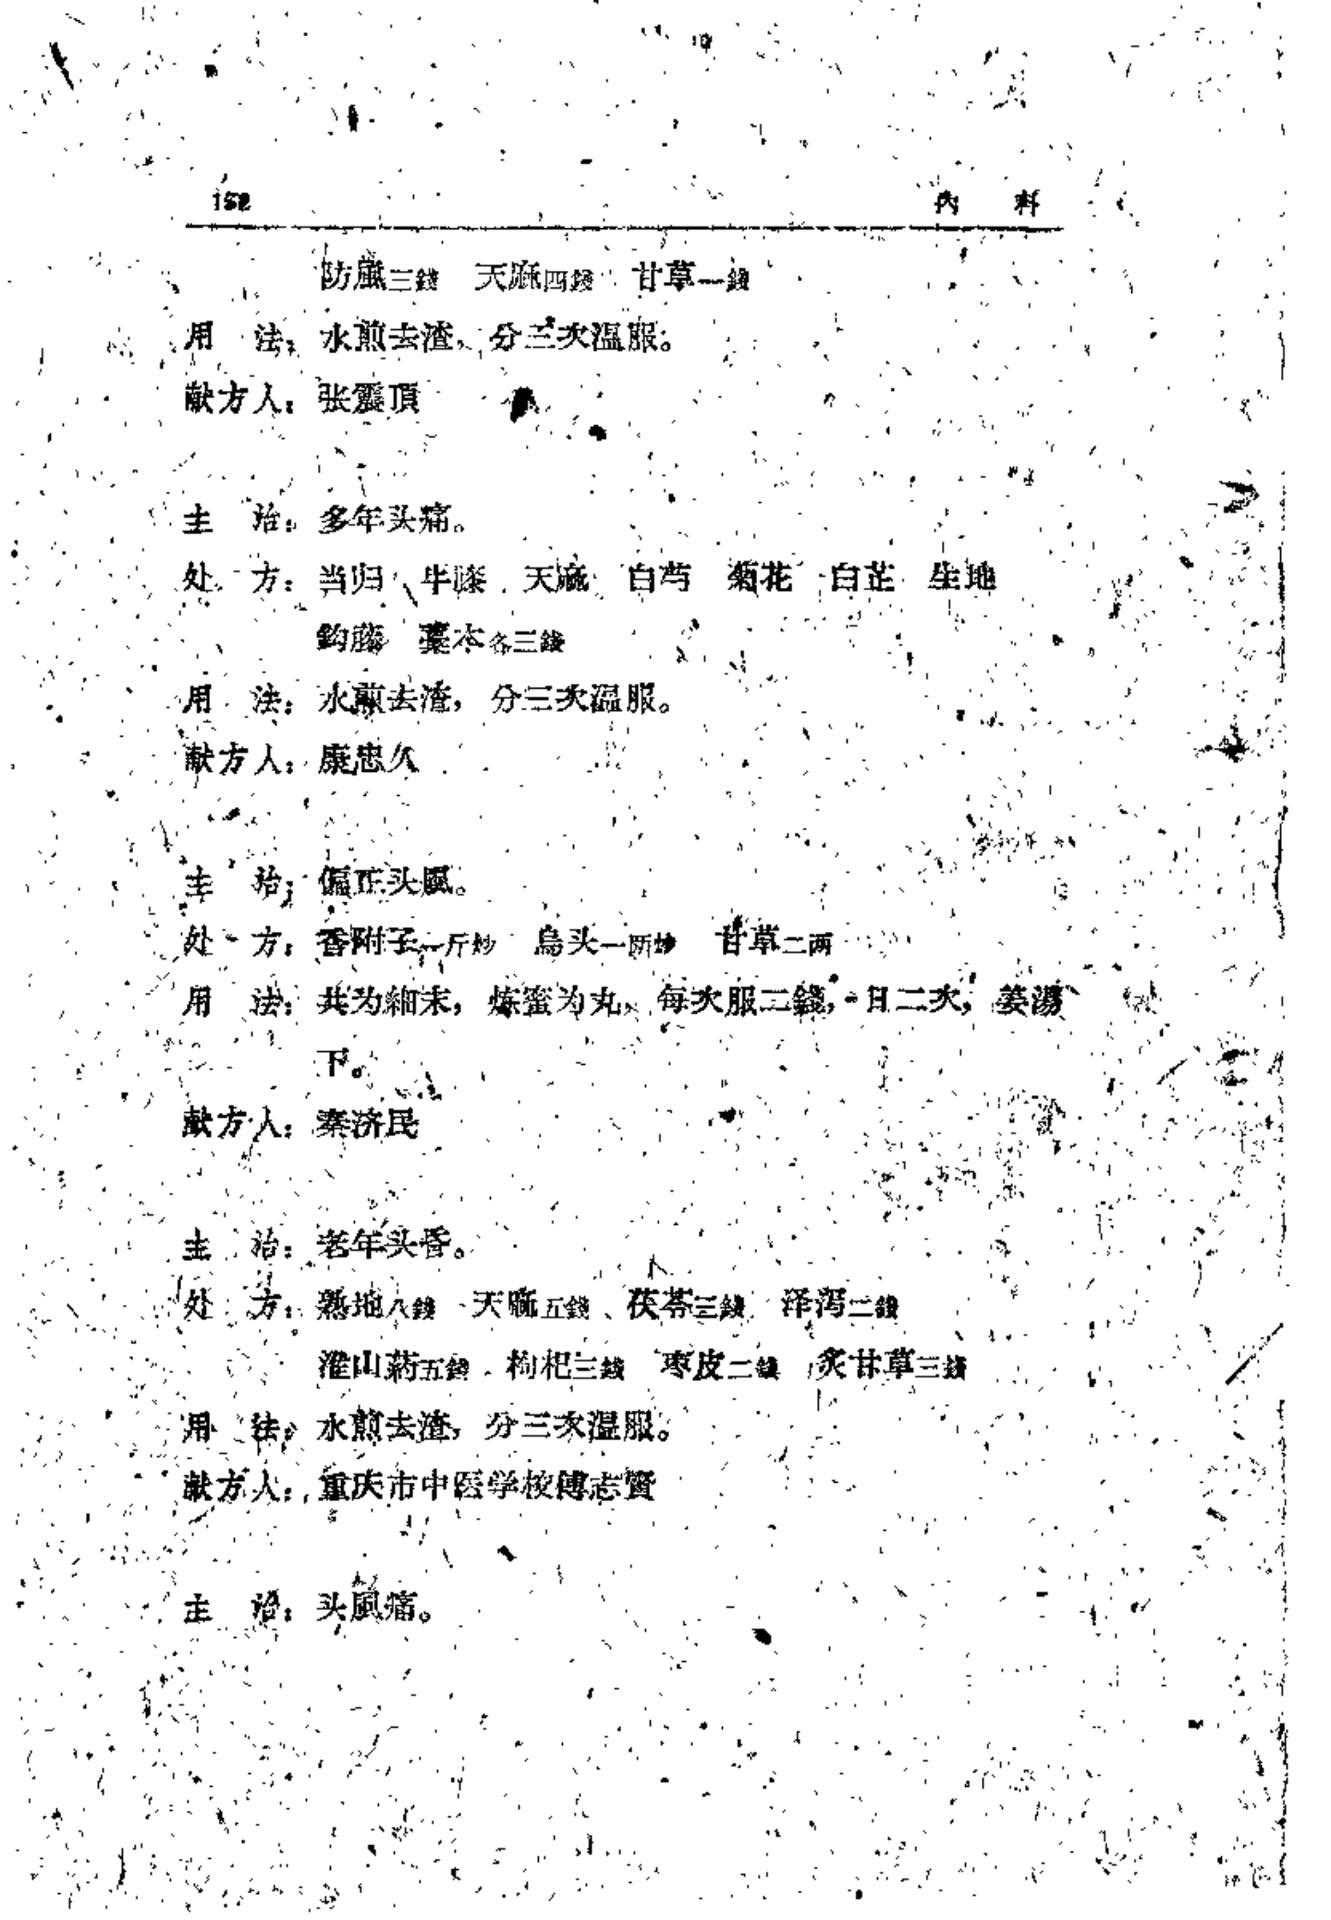 152 內 科
防風三錢 天麻四錢 甘草一錢
用 法：水煎去渣，分三次温服。
献方人：张震頂
主 治：多年头痛。
处 方：当归 牛膝 天麻 白芍 菊花 白芷 生地
鈎藤 藁本各三錢
用 法：水煎去渣，分三次温服。
献方人：康忠久
主 治：偏正头風。
处 方：香附子一斤炒 烏头一斤炒 甘草二两
用 法：共为細末，炼蜜为丸，每次服二錢，一日二次，姜湯
下。
献方人：秦济民
主 治：老年头昏。
处 方：熟地八錢 天麻五錢 茯苓三錢 泽泻二錢
淮山葯五錢 枸杞三錢 枣皮二錢 炙甘草三錢
用 法：水煎去渣，分三次温服。
献方人：重庆市中医学校傅志賢
主 治：头風痛。